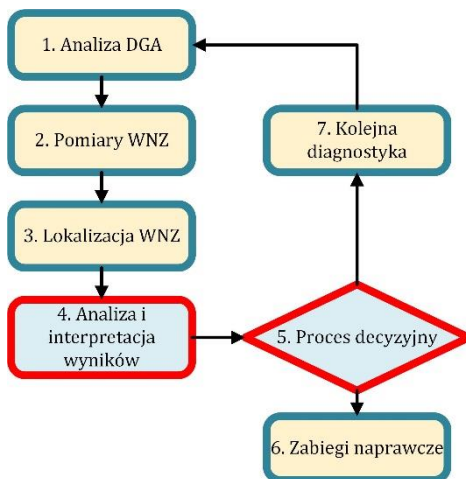 1. Analiza DGA
2. Pomiary WNZ
3. Lokalizacja WNZ
4. Analiza i
interpretacja
wyników
5. Proces decyzyjny
6. Zabiegi naprawcze
7. Kolejna
diagnostyka